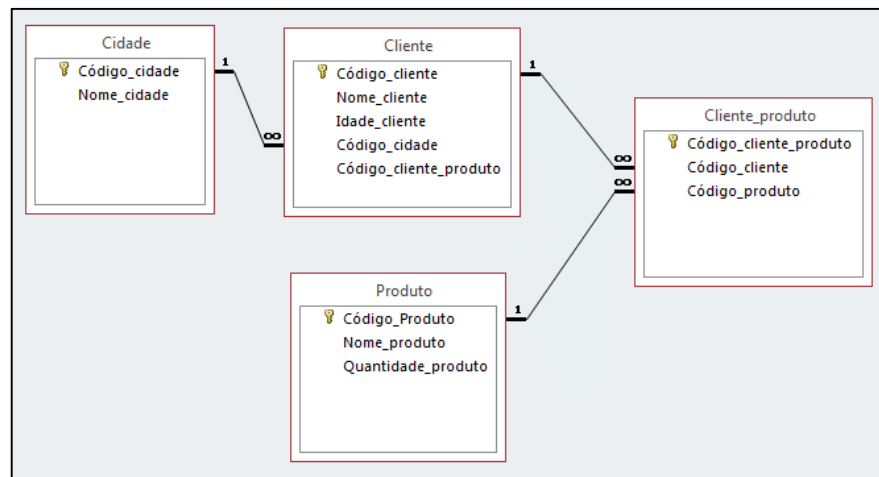 Cidade
Código_cidade
Nome_cidade
1
∞
Cliente
Código_cliente
Nome_cliente
Idade_cliente
Código_cidade
Código_cliente_produto
1
∞
∞
Cliente_produto
Código_cliente_produto
Código_cliente
Código_produto
Produto
Código_Produto
Nome_produto
Quantidade_produto
1